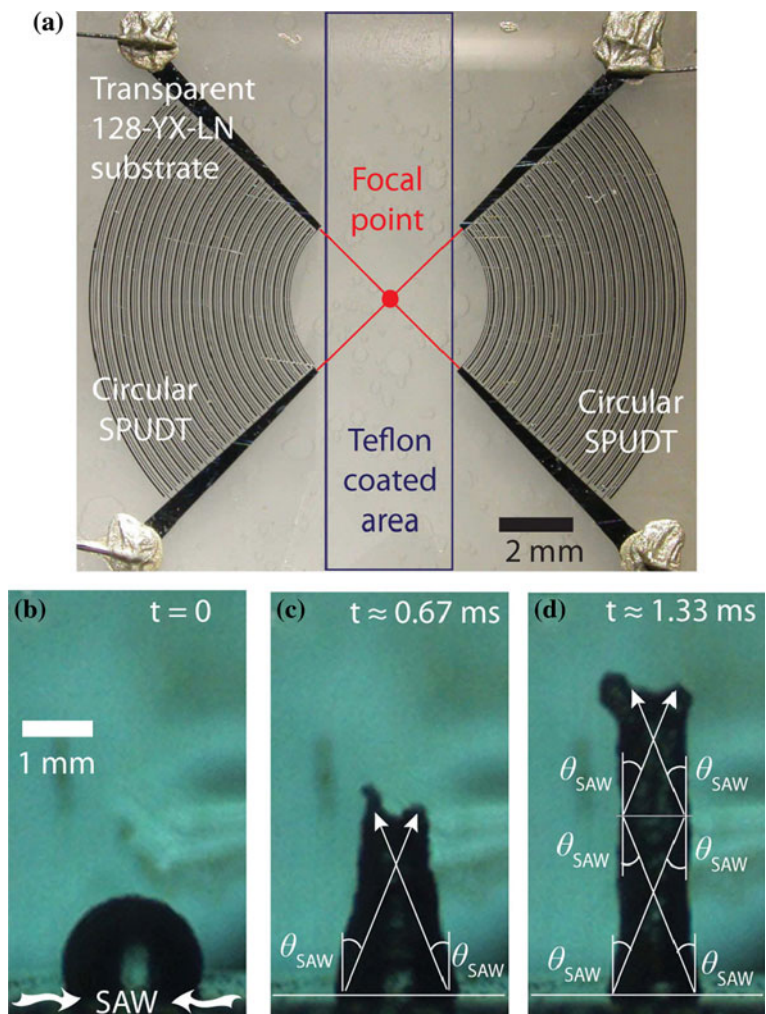 (a)
Transparent
128-YX-LN
substrate
Focal
point
Circular
SPUDT
Circular
SPUDT
Teflon
coated
area
2 mm
(b)
t = 0
1 mm
SAW
(c)
t ≈ 0.67 ms
θSAW
θSAW
(d)
t ≈ 1.33 ms
θSAW
θSAW
θSAW
θSAW
θSAW
θSAW